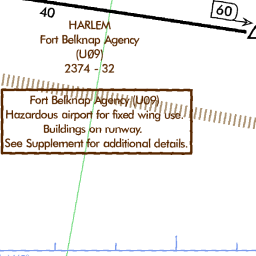 40
60
HARLEM
Fort Belknap Agency
(U09)
2374 - 32
Fort Belknap Agency (U09)
Hazardous airport for fixed wing use.
Buildings on runway.
See Supplement for additional details.